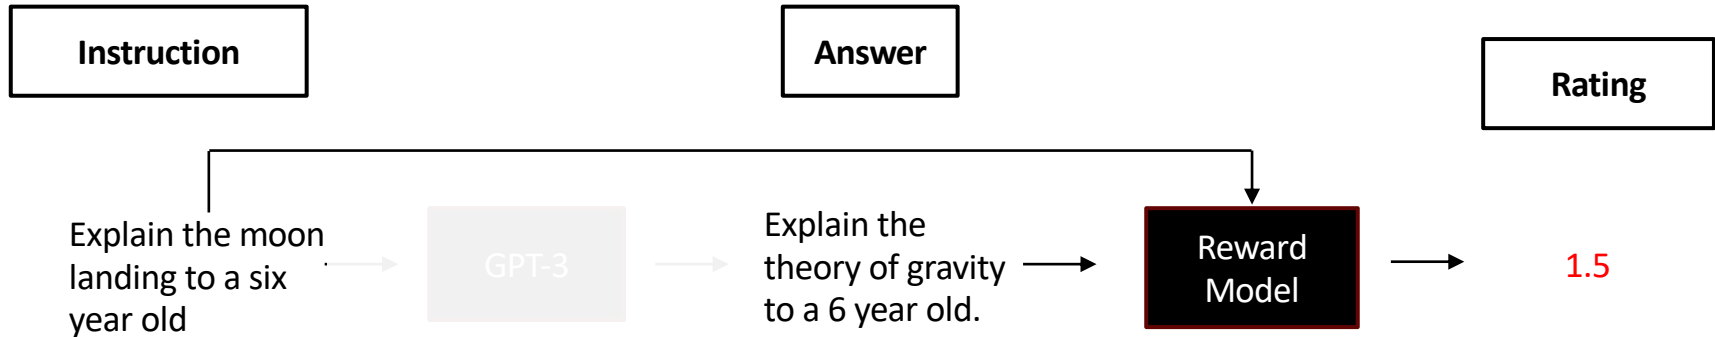 Instruction
Answer
Rating
Explain the moon
landing to a six
year old
GPT-3
Explain the
theory of gravity
to a 6 year old.
Reward
Model
1.5